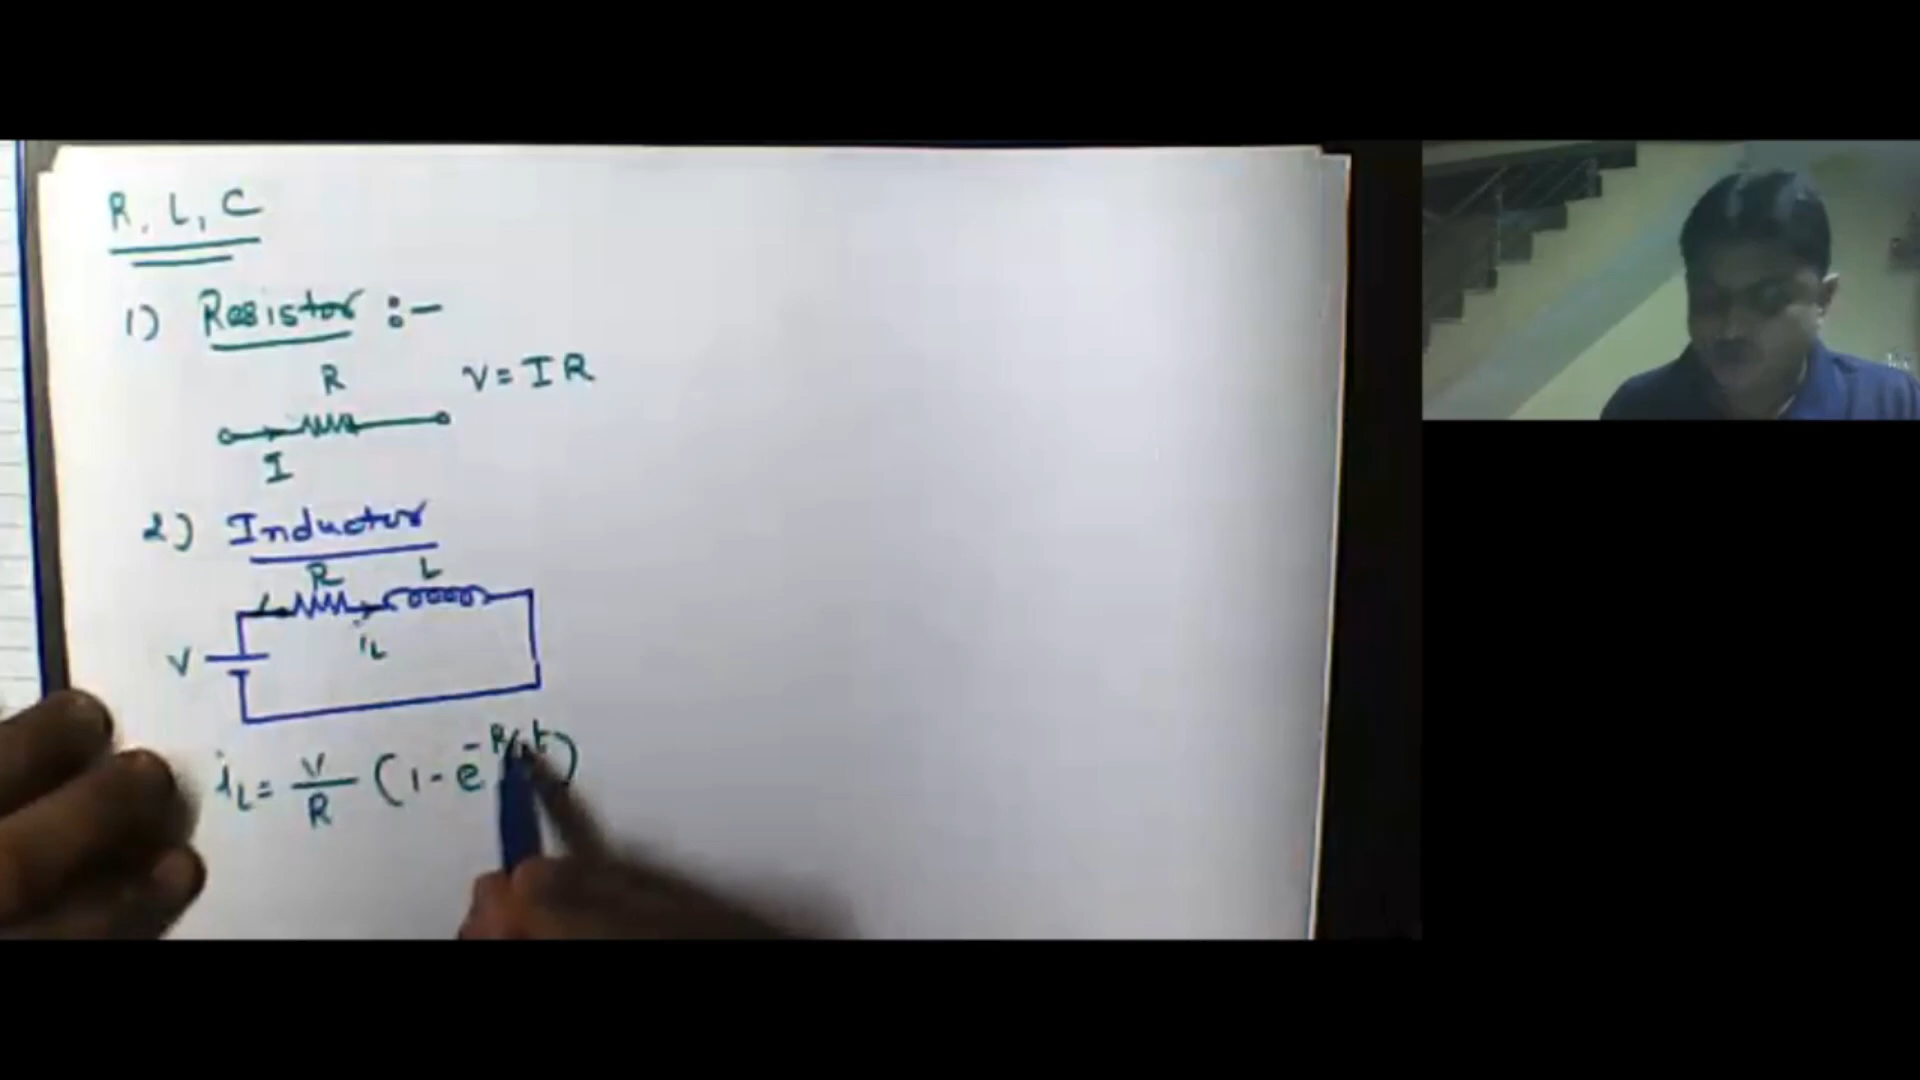 R, L, C
1) Resistor :-
R
V = I R
I
2) Inductor
R L
V
iL
iL = V/R (1 - e^-R/ t)